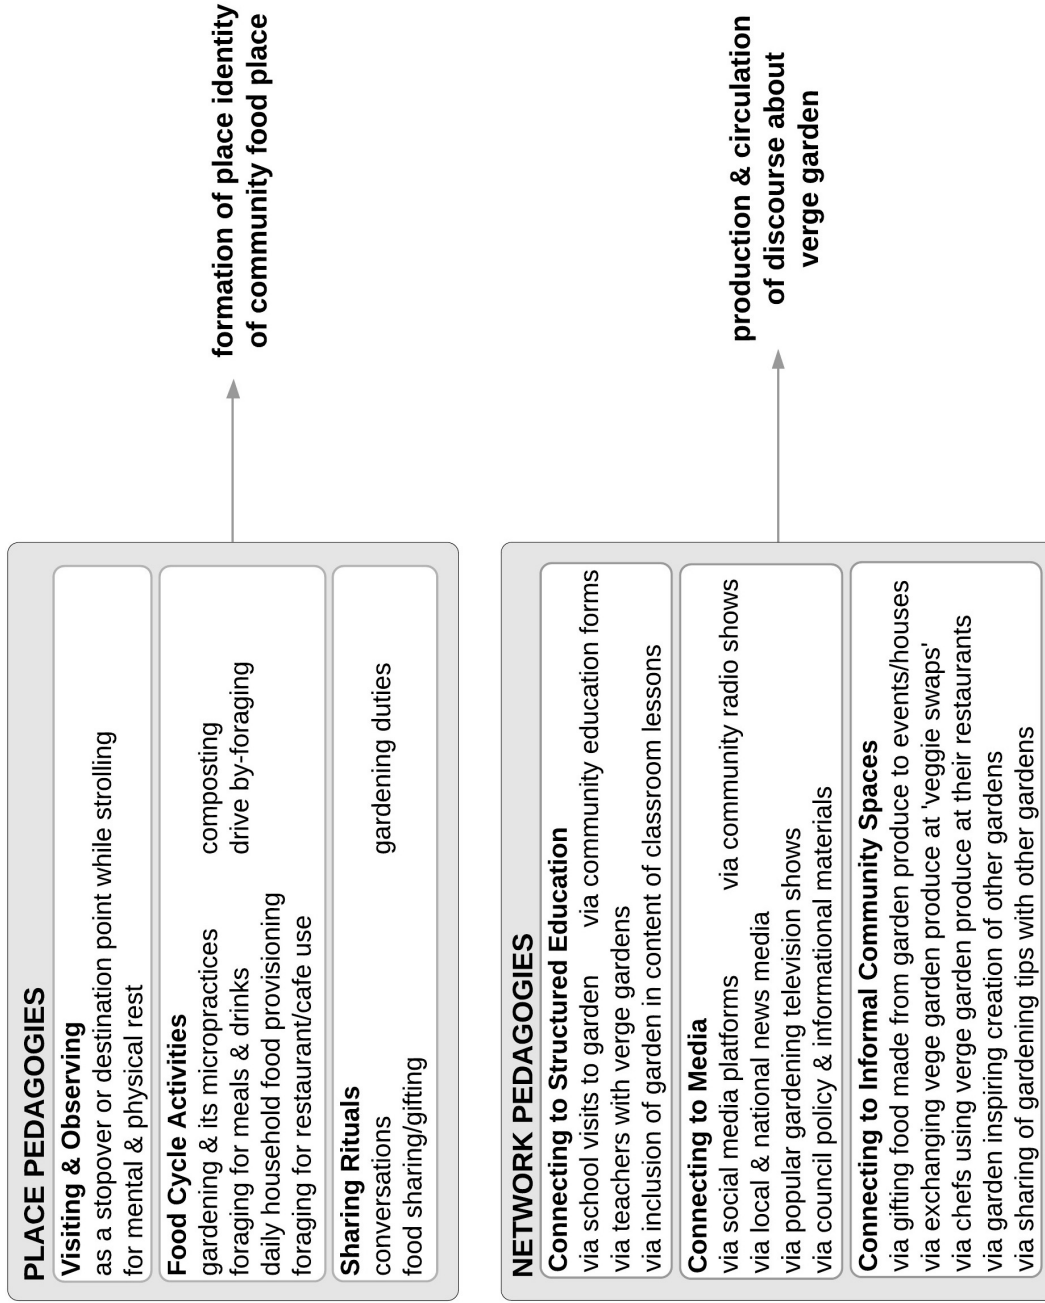 PLACE PEDAGOGIES
Visiting & Observing
as a stopover or destination point while strolling
for mental & physical rest
Food Cycle Activities
gardening & its micropractices composting
foraging for meals & drinks drive by-foraging
daily household food provisioning
foraging for restaurant/cafe use
Sharing Rituals
conversations gardening duties
food sharing/gifting
formation of place identity
of community food place
NETWORK PEDAGOGIES
Connecting to Structured Education
via school visits to garden via community education forms
via teachers with verge gardens
via inclusion of garden in content of classroom lessons
Connecting to Media
via social media platforms via community radio shows
via local & national news media
via popular gardening television shows
via council policy & informational materials
Connecting to Informal Community Spaces
via gifting food made from garden produce to events/houses
via exchanging vege garden produce at 'veggie swaps'
via chefs using verge garden produce at their restaurants
via garden inspiring creation of other gardens
via sharing of gardening tips with other gardens
production & circulation
of discourse about
verge garden